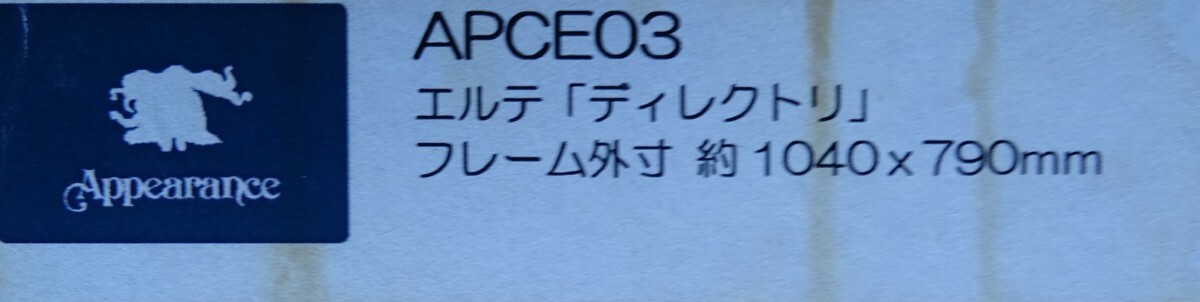 APCE03
エルテ「ディレクトリ」
フレーム外寸 約1040x790mm
Appearance